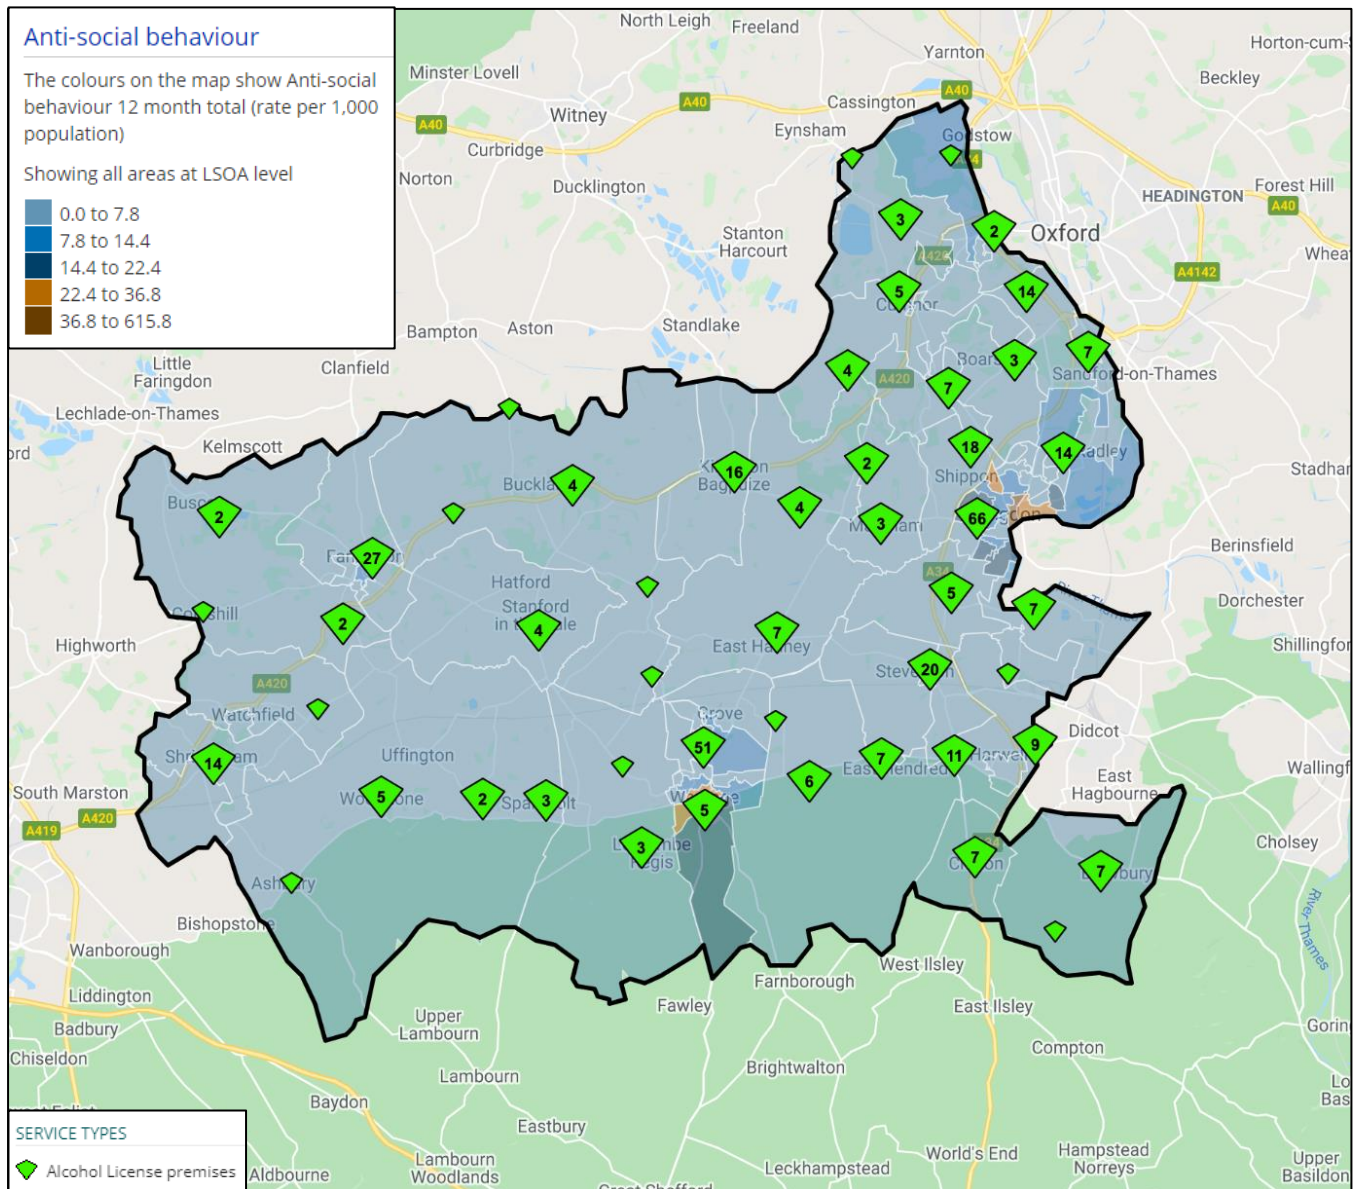 Anti-social behaviour
The colours on the map show Anti-social
behaviour 12 month total (rate per 1,000
population)
Showing all areas at LSOA level
0.0 to 7.8
7.8 to 14.4
14.4 to 22.4
22.4 to 36.8
36.8 to 615.8
North Leigh
Freeland
Yarnton
Horton-cum-
Minster Lovell
Beckley
A40
A40
Cassington
Witney
A40
Eynsham
Godstow
Curbridge
Norton
Ducklington
HEADINGTON
Forest Hill
A40
3
2
Oxford
Stanton
Harcourt
A420
A4142
5
14
Bampton
Aston
Standlake
Little
Faringdon
Clanfield
4
3
7
A420
7
Sandford-on-Thames
Lechlade-on-Thames
Kelmscott
18
14
Shippon
16
2
4
4
2
3
66
27
Berinsfield
Hatford
A34
5
Stanford
Dorchester
2
4
7
7
Highworth
East Hanney
20
A420
Watchfield
Grove
Didcot
51
9
14
Uffington
7
11
East
Hagbourne
South Marston
5
2
3
6
A420
A419
5
Cholsey
3
Regis
7
7
Bishopstone
River Thames
Wanborough
West Ilsley
Farnborough
Liddington
Fawley
East Ilsley
Badbury
Upper
Lambourn
Chiseldon
Compton
Lambourn
Brightwalton
Baydon
Eastbury
SERVICE TYPES
Alcohol License premises
Aldbourne
Lambourn
Woodlands
Leckhampstead
World's End
Hampstead
Norreys
Upper
Basildon